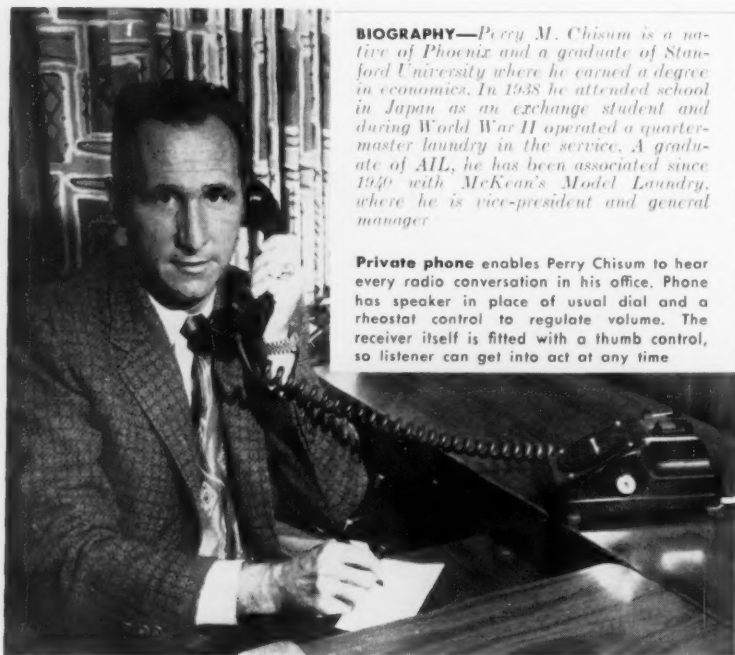 BIOGRAPHY—Perry M. Chisum is a na-
tive of Phoenix and a graduate of Stan-
ford University where he earned a degree
in economics. In 1938 he attended school
in Japan as an exchange student and
during World War II operated a quarter-
master laundry in the service. A gradu-
ate of AIL, he has been associated since
1940 with McKean's Model Laundry,
where he is vice-president and general
manager
Private phone enables Perry Chisum to hear
every radio conversation in his office. Phone
has speaker in place of usual dial and a
rheostat control to regulate volume. The
receiver itself is fitted with a thumb control,
so listener can get into act at any time